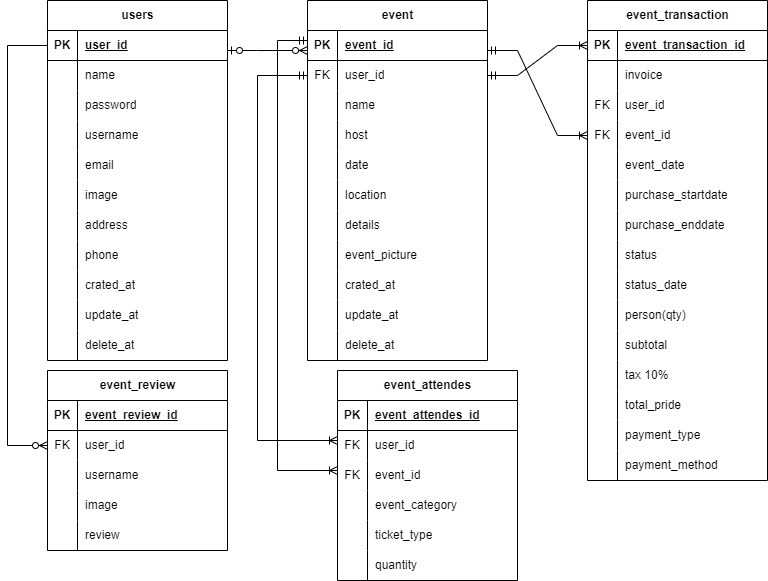 users
PK user_id
name
password
username
email
image
address
phone
crated_at
update_at
delete_at
event
PK event_id
FK user_id
name
host
date
location
details
event_picture
crated_at
update_at
delete_at
event_transaction
PK event_transaction_id
invoice
FK user_id
FK event_id
event_date
purchase_startdate
purchase_enddate
status
status_date
person(qty)
subtotal
tax 10%
total_pride
payment_type
payment_method
event_review
PK event_review_id
FK user_id
username
image
review
event_attendes
PK event_attendes_id
FK user_id
FK event_id
event_category
ticket_type
quantity